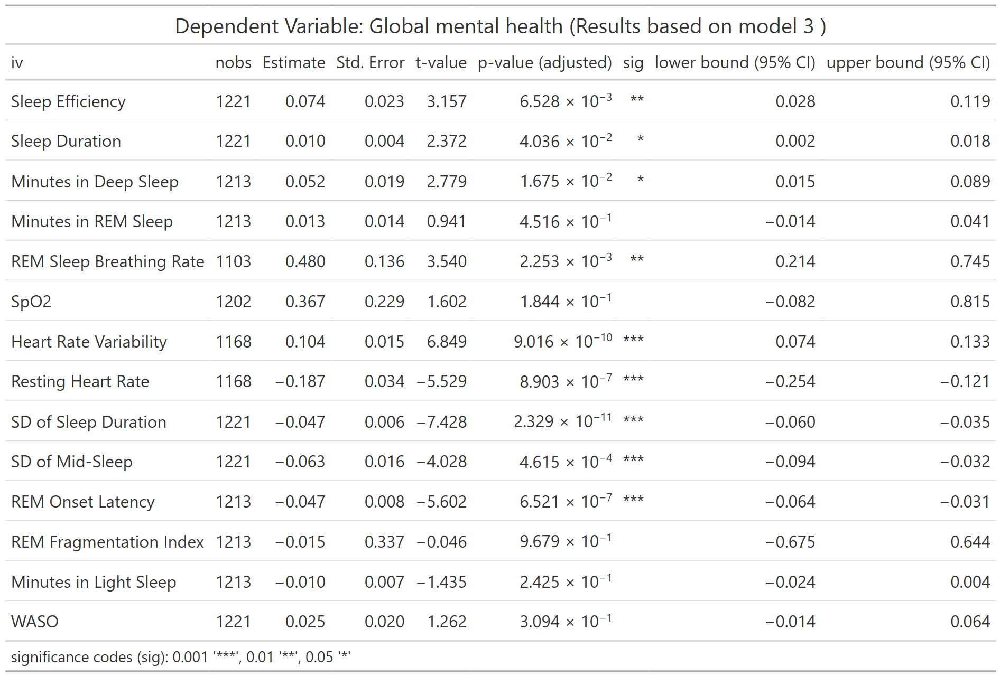 Dependent Variable: Global mental health (Results based on model 3 )
iv nobs Estimate Std. Error t-value p-value (adjusted) sig lower bound (95% CI) upper bound (95% CI)
Sleep Efficiency 1221 0.074 0.023 3.157 6.528 × 10⁻³ ** 0.028 0.119
Sleep Duration 1221 0.010 0.004 2.372 4.036 × 10⁻² * 0.002 0.018
Minutes in Deep Sleep 1213 0.052 0.019 2.779 1.675 × 10⁻² * 0.015 0.089
Minutes in REM Sleep 1213 0.013 0.014 0.941 4.516 × 10⁻¹ −0.014 0.041
REM Sleep Breathing Rate 1103 0.480 0.136 3.540 2.253 × 10⁻³ ** 0.214 0.745
SpO2 1202 0.367 0.229 1.602 1.844 × 10⁻¹ −0.082 0.815
Heart Rate Variability 1168 0.104 0.015 6.849 9.016 × 10⁻¹⁰ *** 0.074 0.133
Resting Heart Rate 1168 −0.187 0.034 −5.529 8.903 × 10⁻⁷ *** −0.254 −0.121
SD of Sleep Duration 1221 −0.047 0.006 −7.428 2.329 × 10⁻¹¹ *** −0.060 −0.035
SD of Mid-Sleep 1221 −0.063 0.016 −4.028 4.615 × 10⁻⁴ *** −0.094 −0.032
REM Onset Latency 1213 −0.047 0.008 −5.602 6.521 × 10⁻⁷ *** −0.064 −0.031
REM Fragmentation Index 1213 −0.015 0.337 −0.046 9.679 × 10⁻¹ −0.675 0.644
Minutes in Light Sleep 1213 −0.010 0.007 −1.435 2.425 × 10⁻¹ −0.024 0.004
WASO 1221 0.025 0.020 1.262 3.094 × 10⁻¹ −0.014 0.064
significance codes (sig): 0.001 '***', 0.01 '**', 0.05 '*'